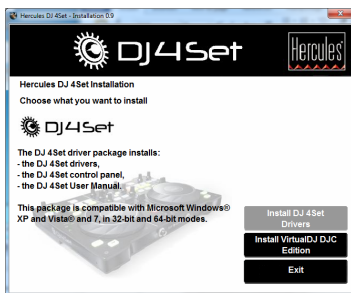 Hercules DJ 4Set - Installation 0.9
DJ4Set
Hercules
Hercules DJ 4Set Installation
Choose what you want to install
DJ4Set
The DJ 4Set driver package installs:
- the DJ 4Set drivers,
- the DJ 4Set control panel,
- the DJ 4Set User Manual.
This package is compatible with Microsoft Windows®
XP and Vista® and 7, in 32-bit and 64-bit modes.
Install DJ 4Set
Drivers
Install VirtualDJ DJC
Edition
Exit